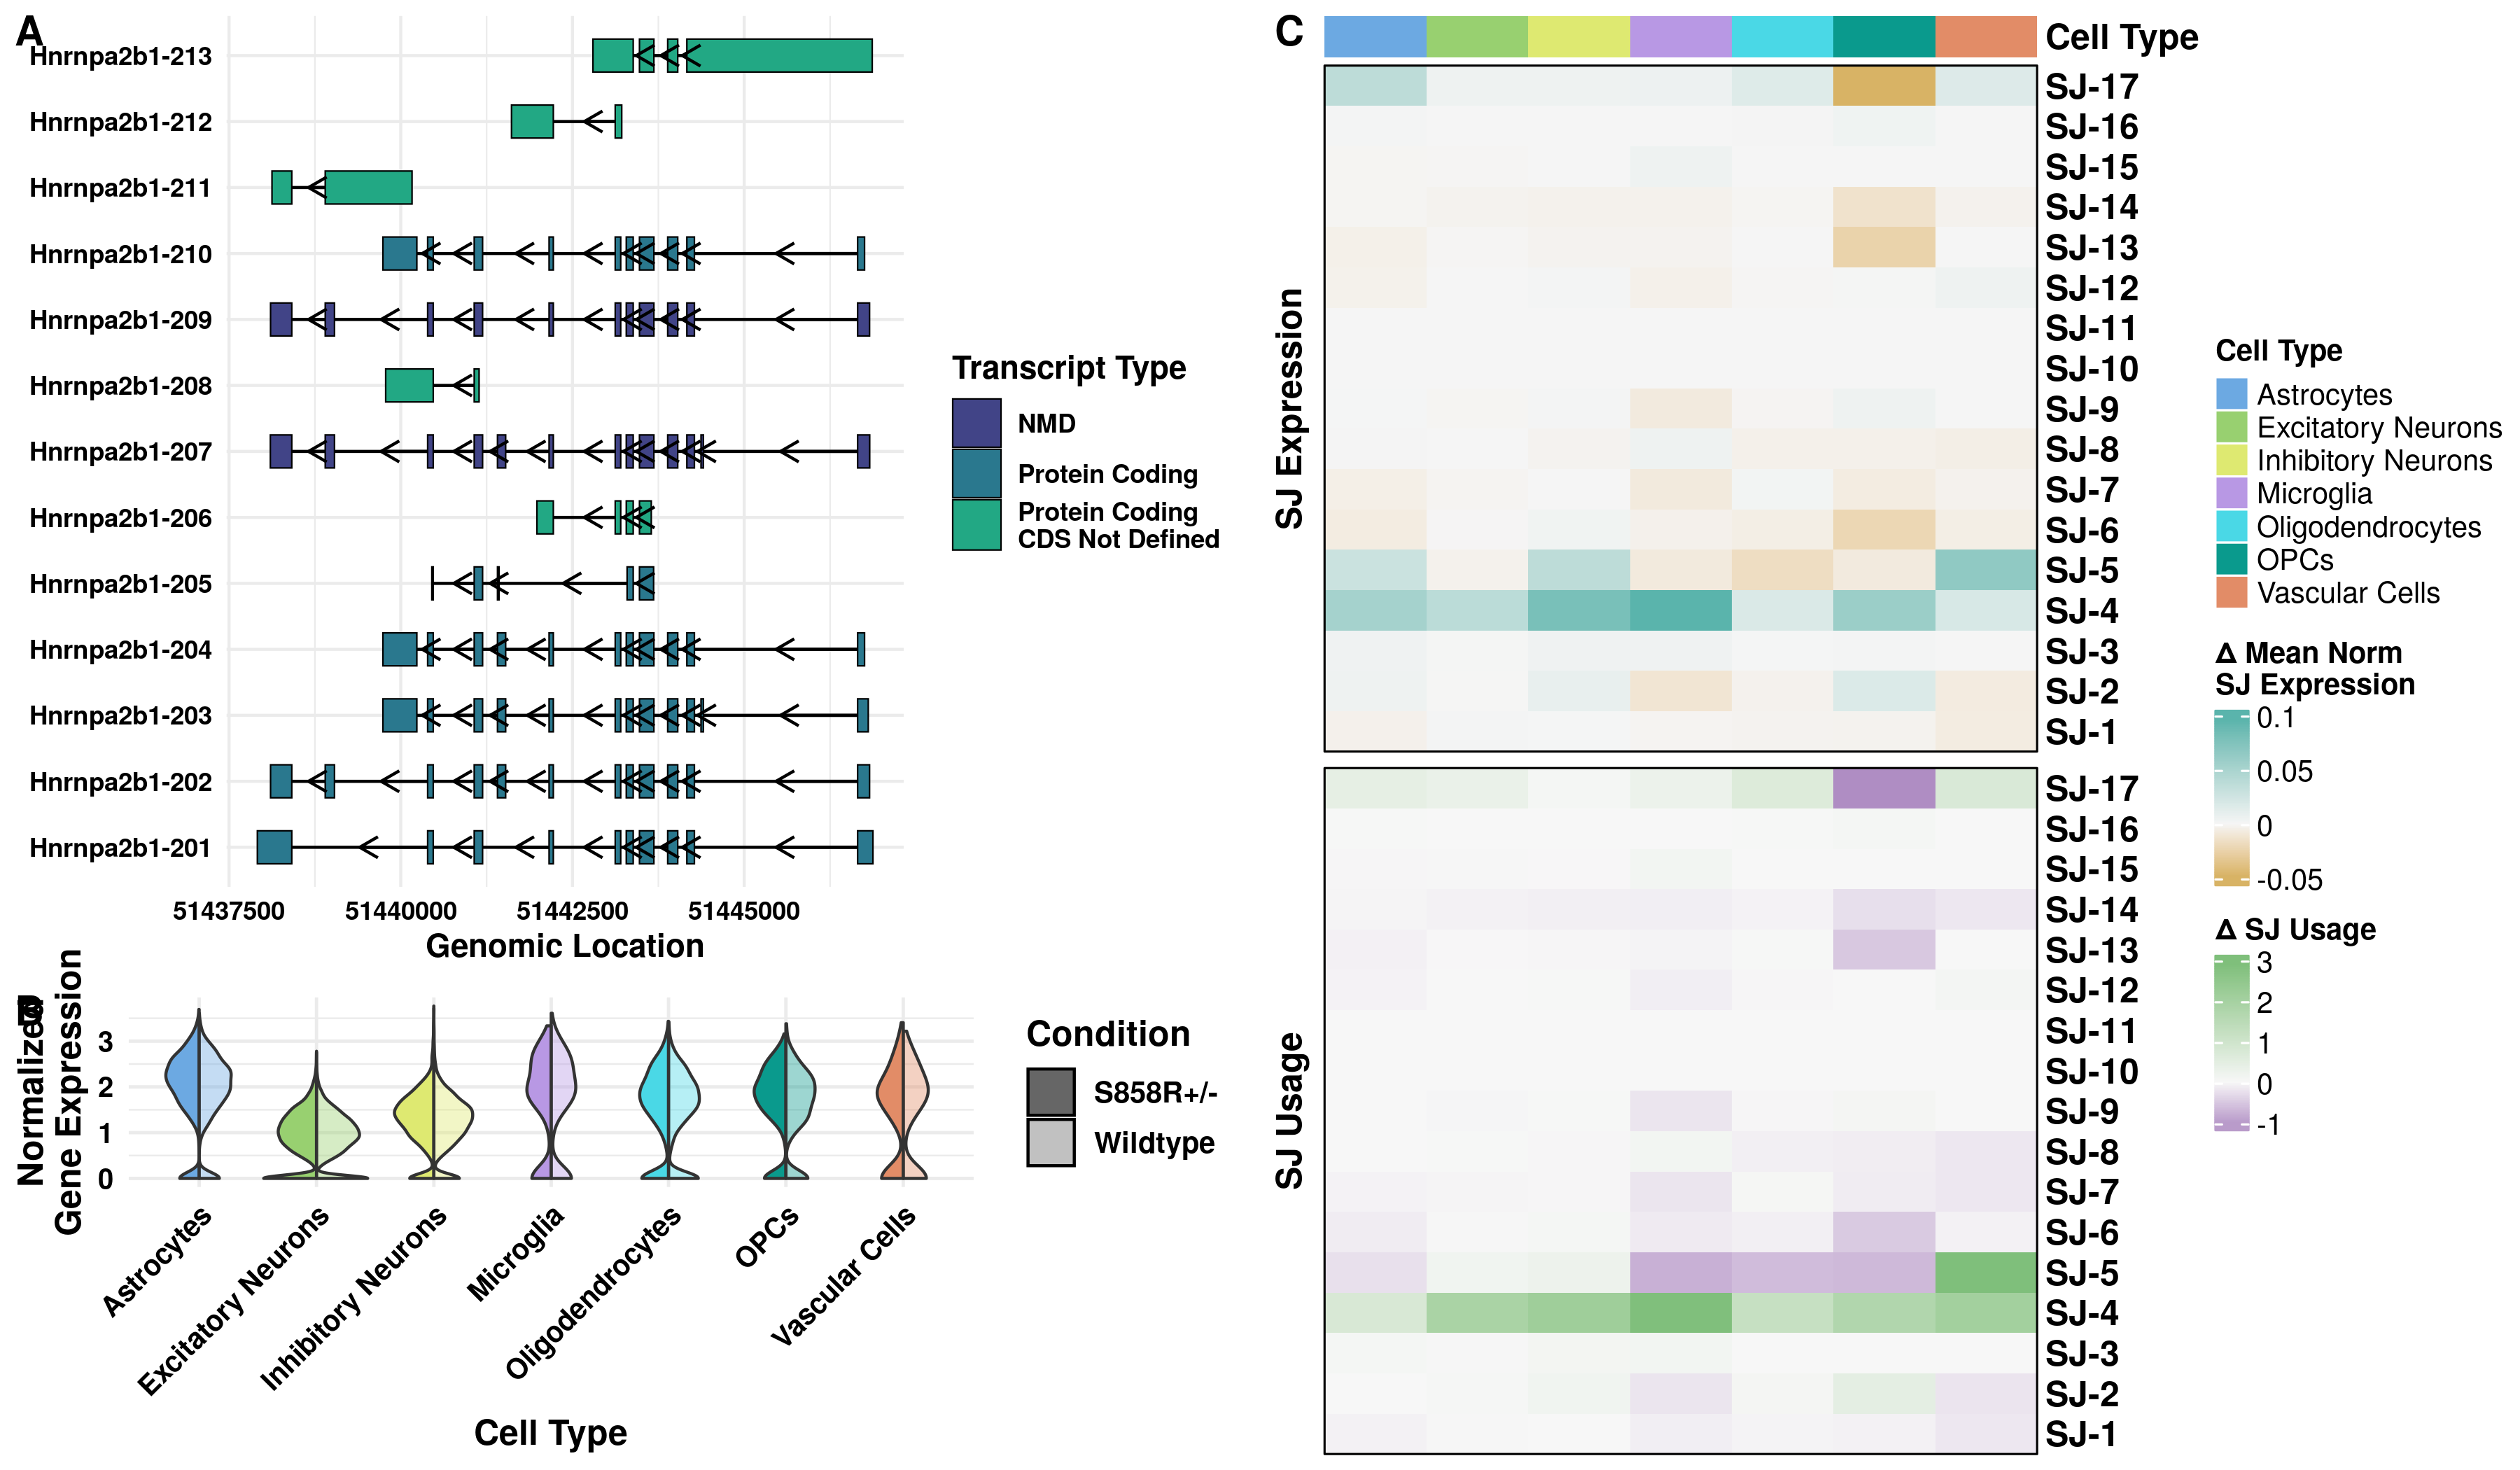 A
Hnrnpa2b1-213
Hnrnpa2b1-212
Hnrnpa2b1-211
Hnrnpa2b1-210
Hnrnpa2b1-209
Hnrnpa2b1-208
Hnrnpa2b1-207
Hnrnpa2b1-206
Hnrnpa2b1-205
Hnrnpa2b1-204
Hnrnpa2b1-203
Hnrnpa2b1-202
Hnrnpa2b1-201
51437500 51440000 51442500 51445000
Genomic Location
Transcript Type
NMD
Protein Coding
Protein Coding
CDS Not Defined
B
Normalized
Gene Expression
3
2
1
0
Astrocytes
Excitatory Neurons
Inhibitory Neurons
Microglia
Oligodendrocytes
OPCs
Vascular Cells
Cell Type
Condition
S858R+/-
Wildtype
C
Cell Type
SJ Expression
SJ-17
SJ-16
SJ-15
SJ-14
SJ-13
SJ-12
SJ-11
SJ-10
SJ-9
SJ-8
SJ-7
SJ-6
SJ-5
SJ-4
SJ-3
SJ-2
SJ-1
SJ Usage
SJ-17
SJ-16
SJ-15
SJ-14
SJ-13
SJ-12
SJ-11
SJ-10
SJ-9
SJ-8
SJ-7
SJ-6
SJ-5
SJ-4
SJ-3
SJ-2
SJ-1
Cell Type
Astrocytes
Excitatory Neurons
Inhibitory Neurons
Microglia
Oligodendrocytes
OPCs
Vascular Cells
Δ Mean Norm
SJ Expression
0.1
0.05
0
-0.05
Δ SJ Usage
3
2
1
0
-1